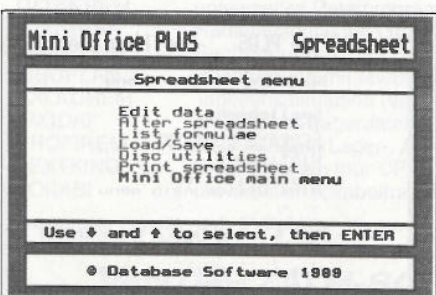 Mini Office PLUS Spreadsheet
Spreadsheet menu
Edit data
Alter spreadsheet
List formulae
Load/Save
Disc utilities
Print spreadsheet
Mini Office main menu
Use ↓ and ↑ to select, then ENTER
© Database Software 1989